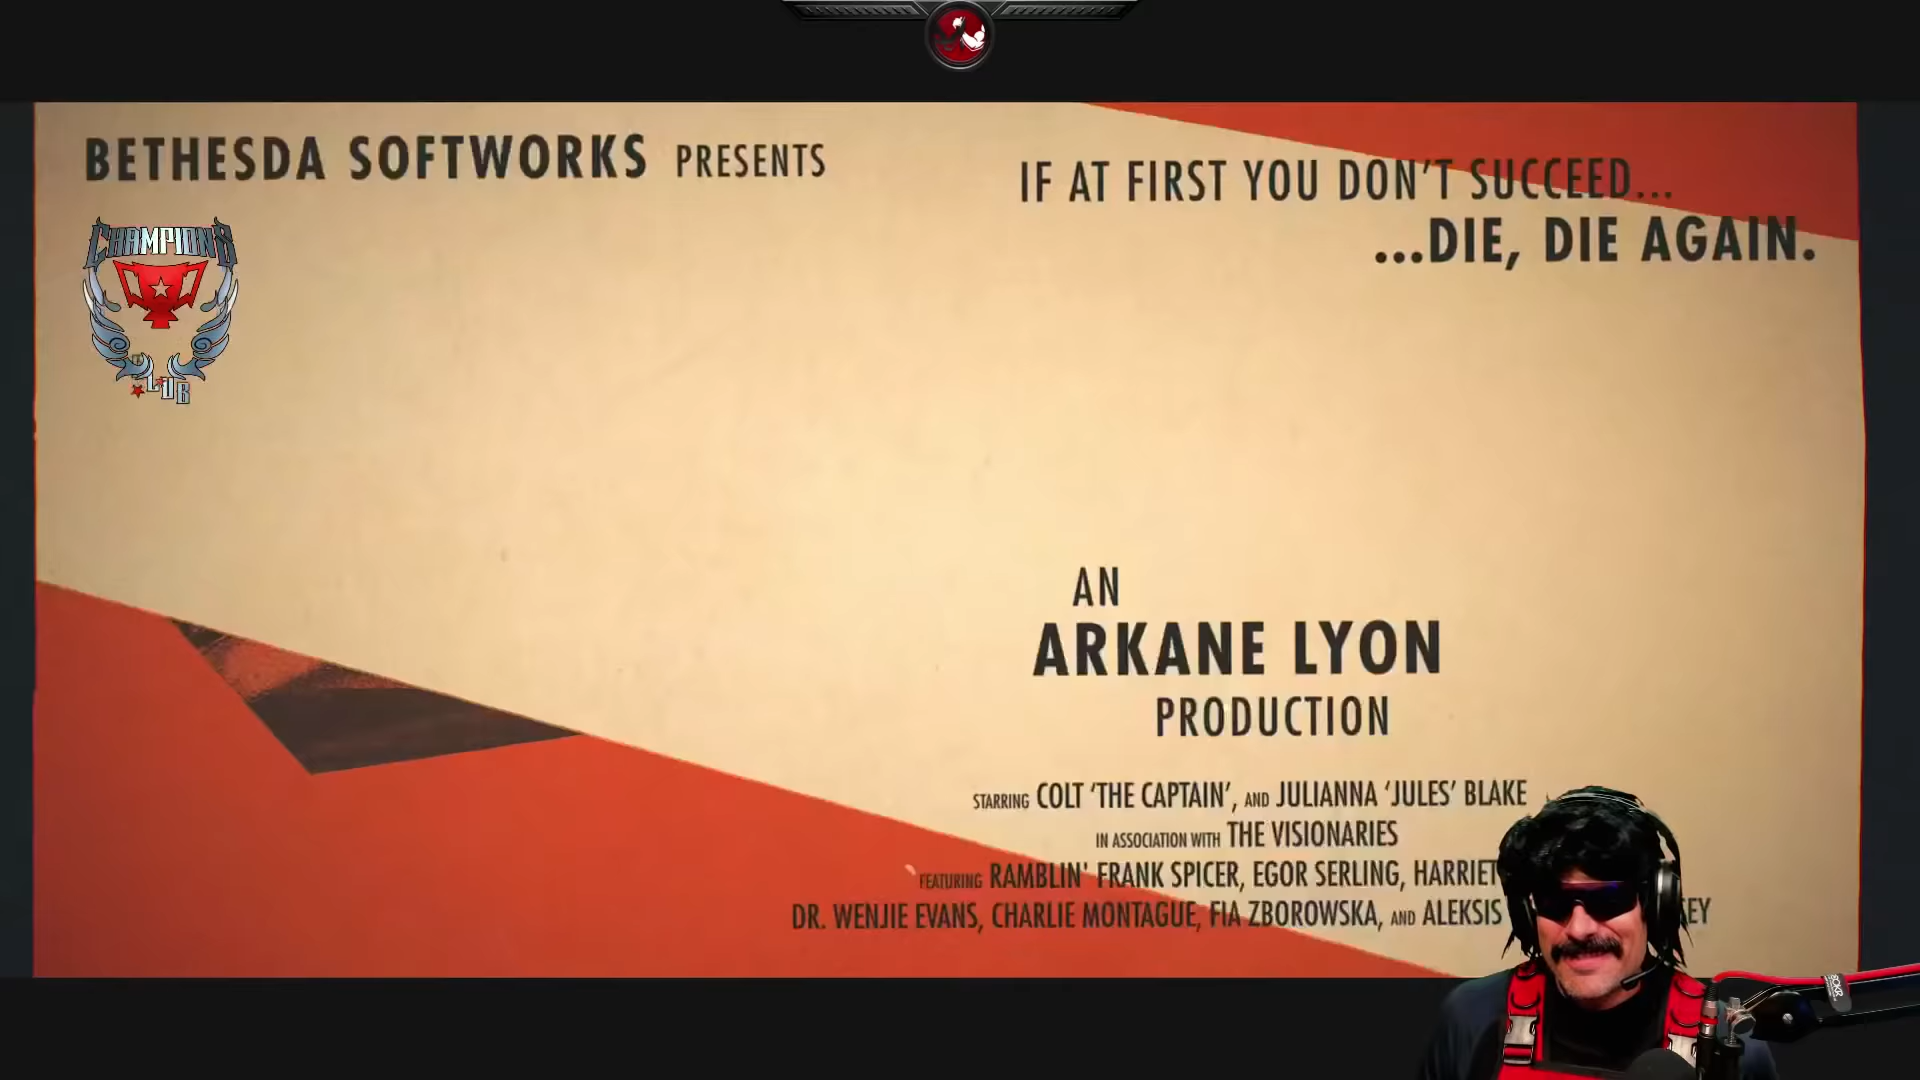 BETHESDA SOFTWORKS PRESENTS
IF AT FIRST YOU DON'T SUCCEED...
...DIE, DIE AGAIN.
CHAMPIONS
CLUB
AN
ARKANE LYON
PRODUCTION
STARRING COLT 'THE CAPTAIN', AND JULIANNA 'JULES' BLAKE
IN ASSOCIATION WITH THE VISIONARIES
FEATURING RAMBLIN' FRANK SPICER, EGOR SERLING, HARRIET
DR. WENJIE EVANS, CHARLIE MONTAGUE, FIA ZBOROWSKA, AND ALEKSIS